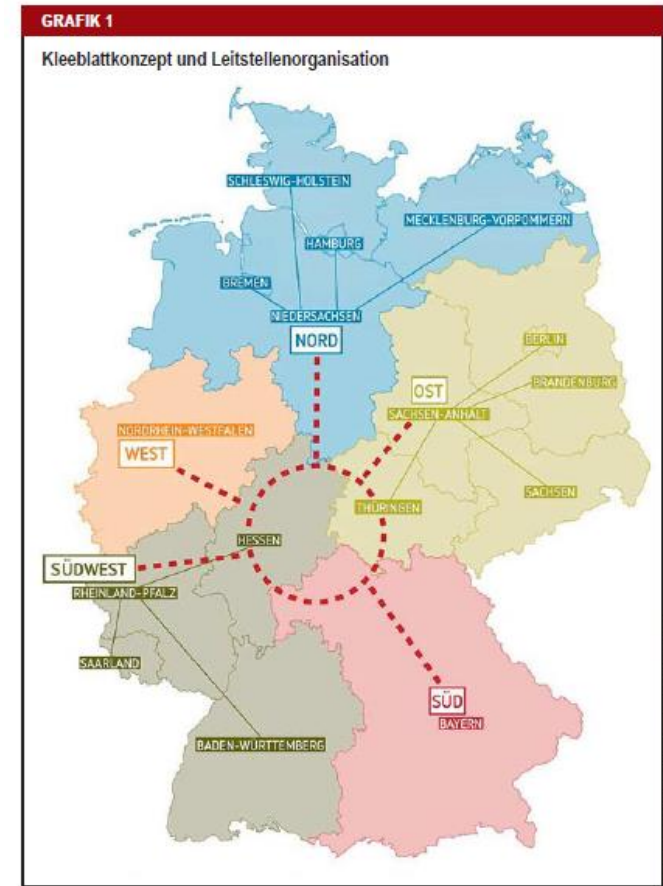 GRAFIK 1
Kleeblattkonzept und Leitstellenorganisation
SCHLESWIG-HOLSTEIN
MECKLENBURG-VORPOMMERN
HAMBURG
BREMEN
NIEDERSACHSEN
NORD
BERLIN
OST
BRANDENBURG
SACHSEN-ANHALT
NORDRHEIN-WESTFALEN
WEST
SACHSEN
THÜRINGEN
HESSEN
SÜDWEST
RHEINLAND-PFALZ
SAARLAND
SÜD
BAYERN
BADEN-WÜRTTEMBERG